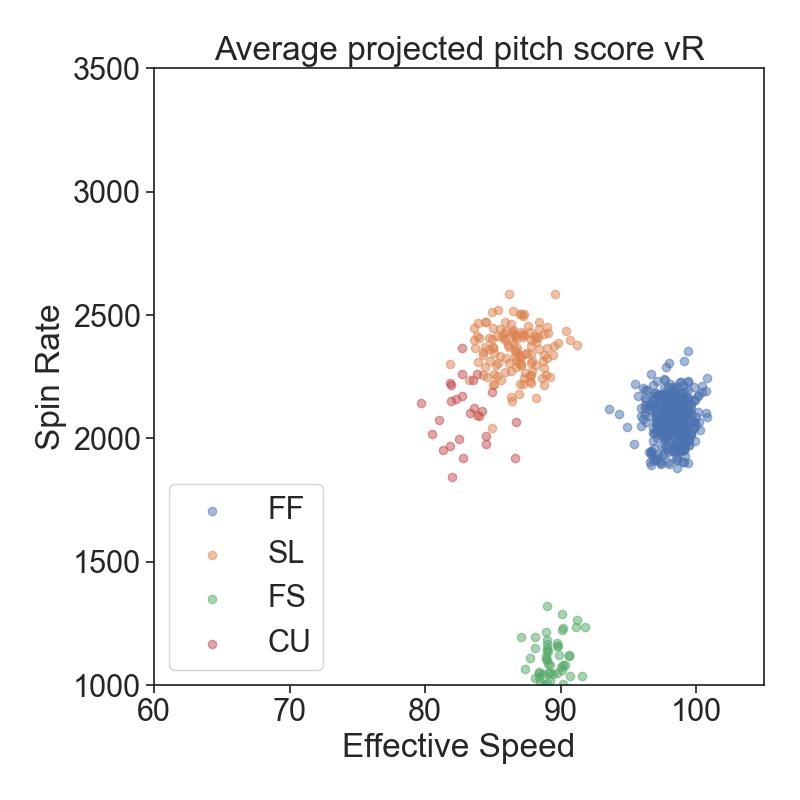 Average projected pitch score vR
3500
3000
2500
2000
1500
1000
Spin Rate
FF
SL
FS
CU
60 70 80 90 100
Effective Speed